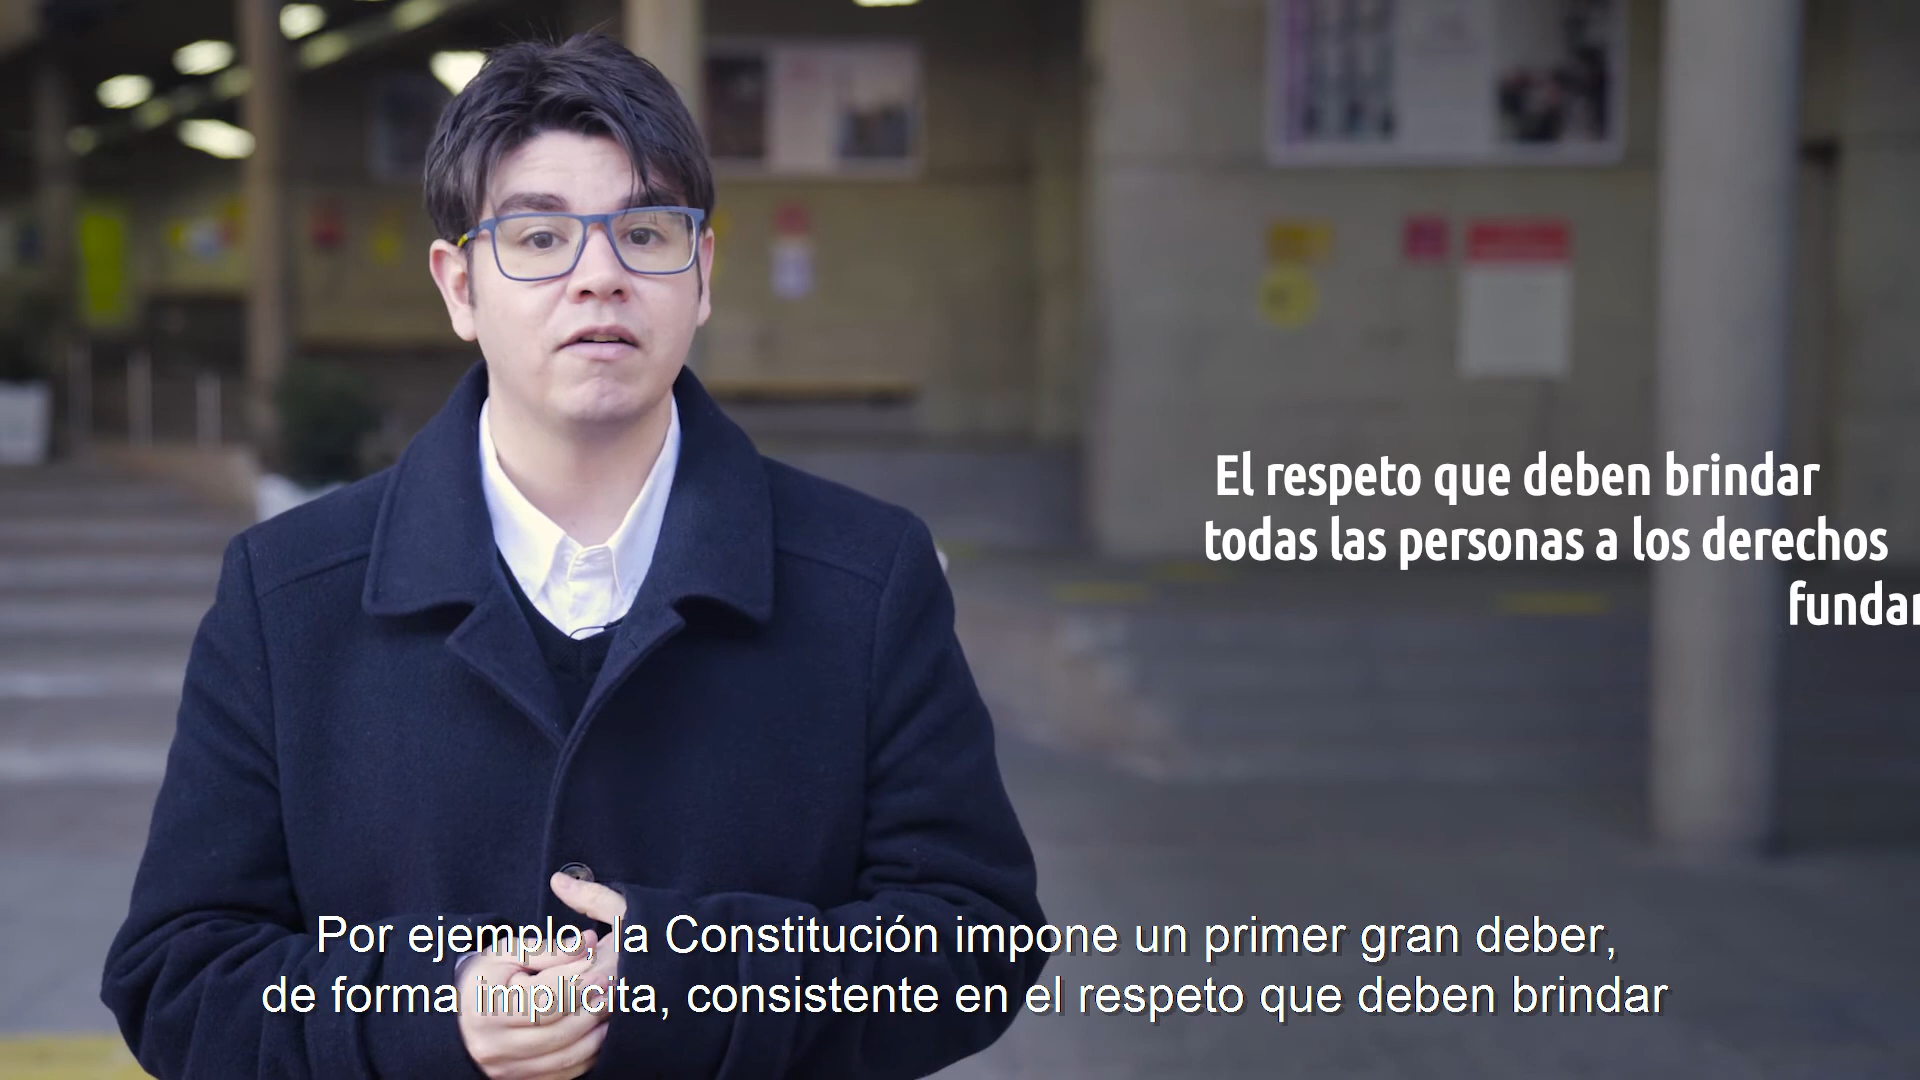 El respeto que deben brindar
todas las personas a los derechos
Por ejemplo, la Constitución impone un primer gran deber,
de forma implícita, consistente en el respeto que deben brindar